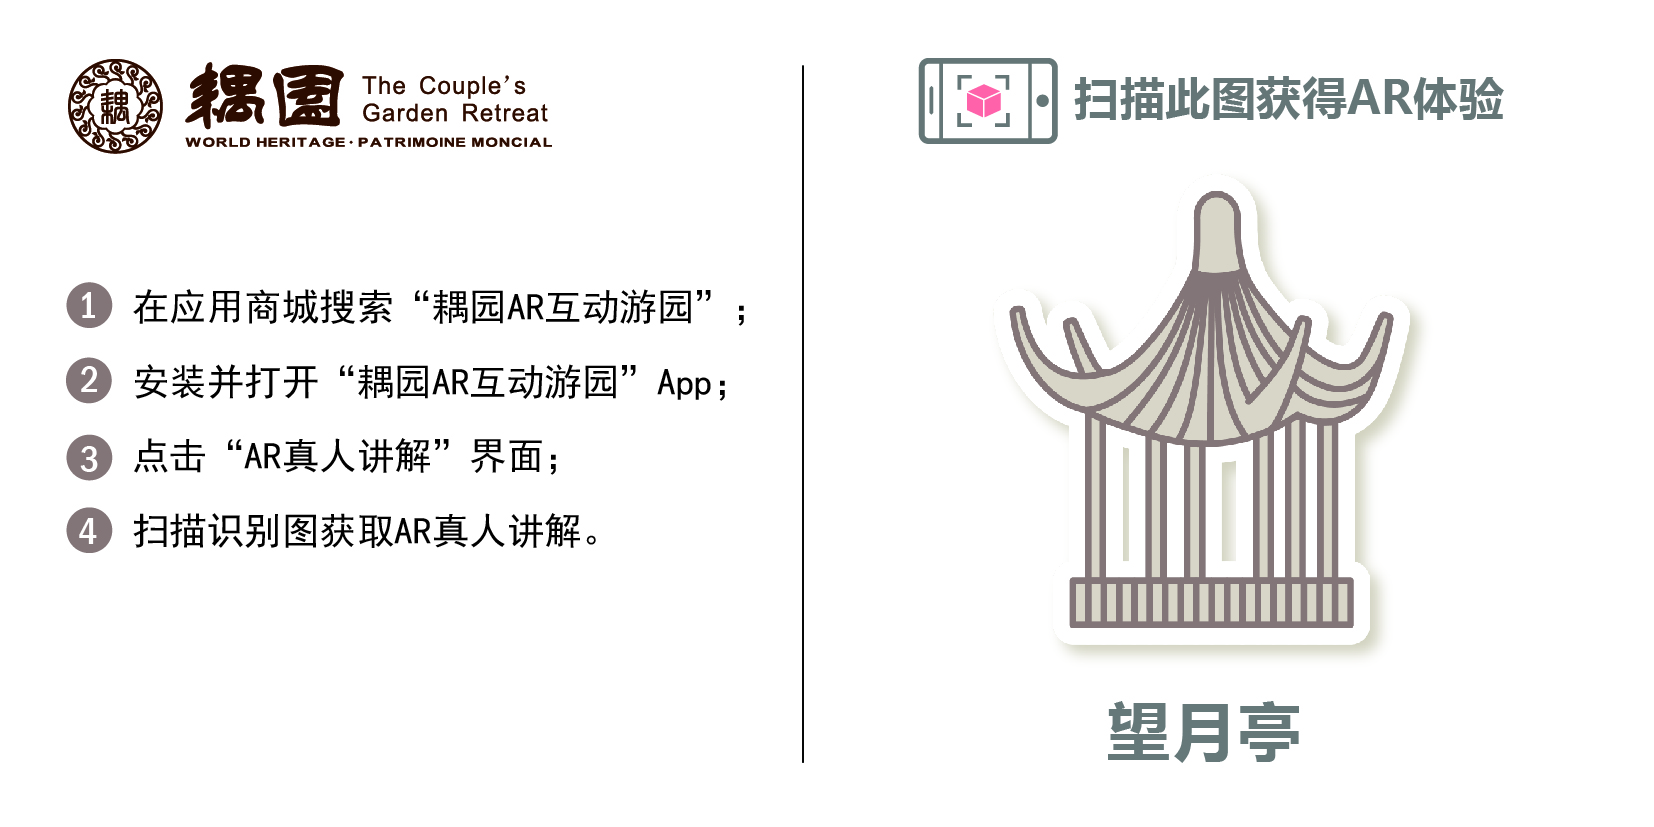 耦
耦園
The Couple's
Garden Retreat
WORLD HERITAGE·PATRIMOINE MONCIAL
1 在应用商城搜索“耦园AR互动游园”；
2 安装并打开“耦园AR互动游园”App；
3 点击“AR真人讲解”界面；
4 扫描识别图获取AR真人讲解。
扫描此图获得AR体验
望月亭